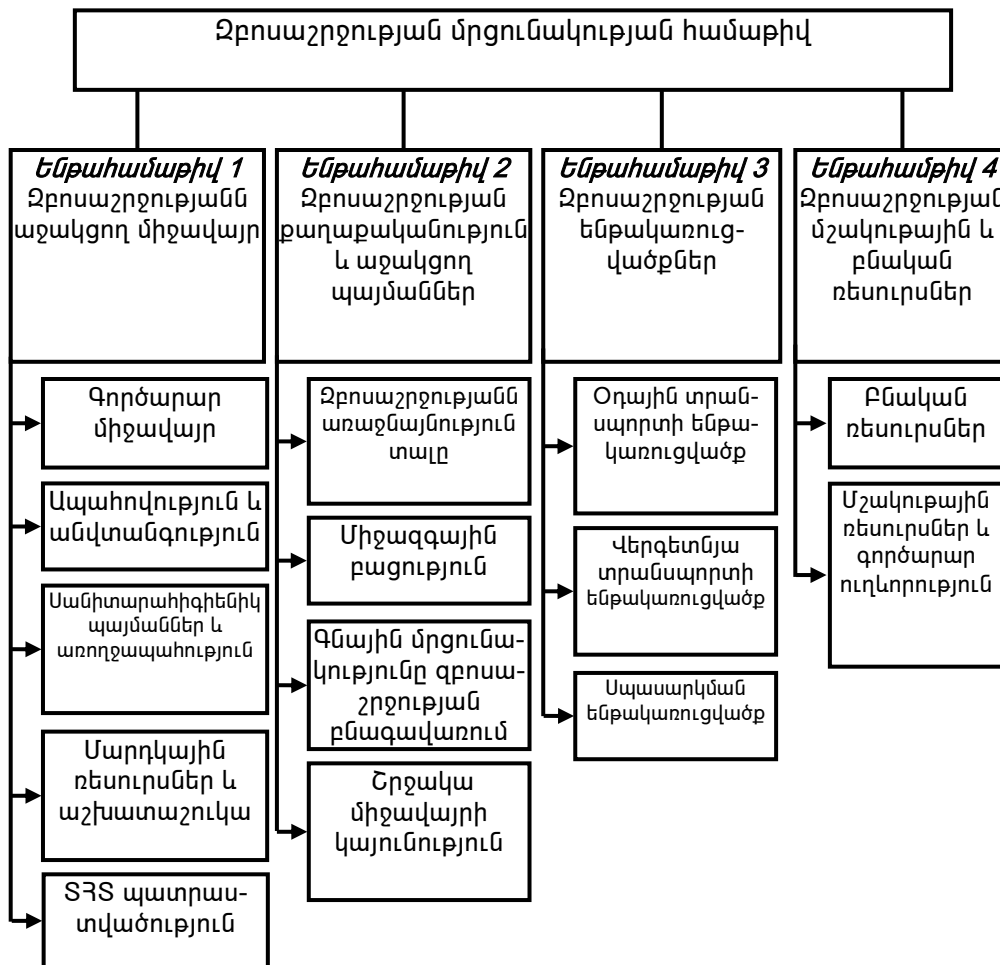 Զբոսաշրջության մրցունակության համաթիվ
Ենթահամաթիվ 1
Զբոսաշրջությանն
աջակցող միջավայր
Գործարար
միջավայր
Ապահովություն և
անվտանգություն
Սանիտարահիգիենիկ
պայմաններ և
առողջապահություն
Մարդկային
ռեսուրսներ և
աշխատաշուկա
ՏՀՏ պատրաս-
տվածություն
Ենթահամաթիվ 2
Զբոսաշրջության
քաղաքականություն
և աջակցող
պայմաններ
Զբոսաշրջությանն
առաջնայնություն
տալը
Միջազգային
բացություն
Գնային մրցունա-
կությունը զբոսա-
շրջության
բնագավառում
Շրջակա
միջավայրի
կայունություն
Ենթահամաթիվ 3
Զբոսաշրջության
ենթակառուց-
վածքներ
Օդային տրան-
սպորտի ենթա-
կառուցվածք
Վերգետնյա
տրանսպորտի
ենթակառուցվածք
Սպասարկման
ենթակառուցվածք
Ենթահամթիվ 4
Զբոսաշրջության
մշակութային և
բնական
ռեսուրսներ
Բնական
ռեսուրսներ
Մշակութային
ռեսուրսներ և
գործարար
ուղևորություն